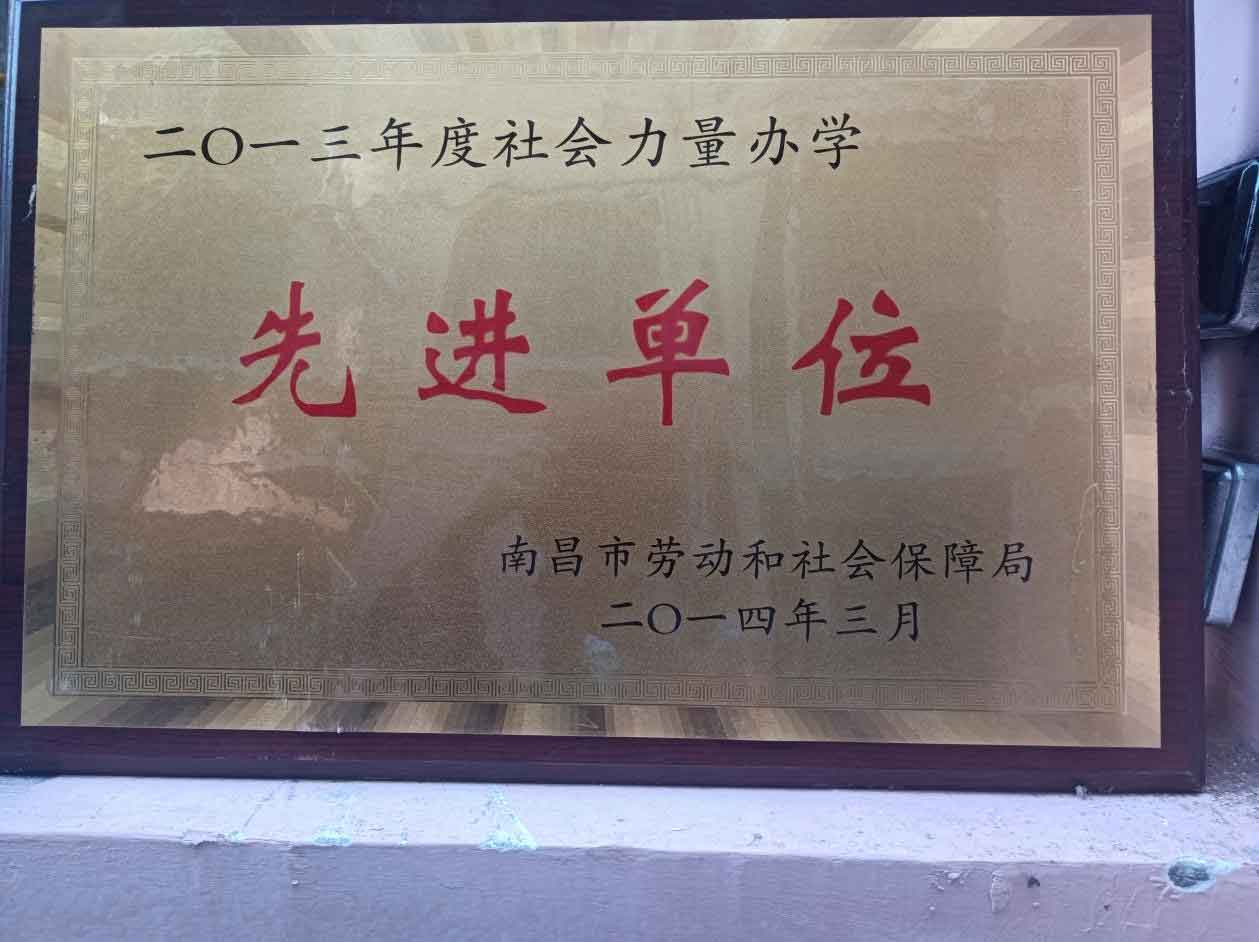 二〇一三年度社会力量办学
先进单位
南昌市劳动和社会保障局
二〇一四年三月